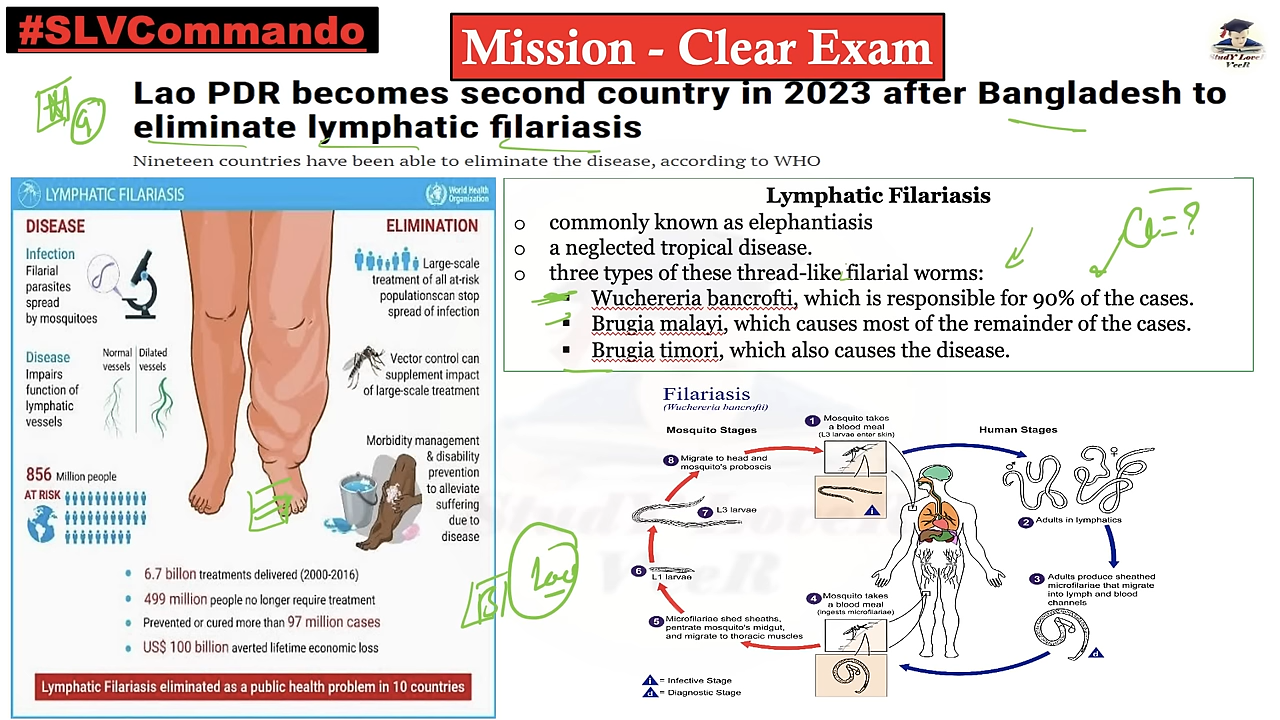 #SLVCommando
Mission - Clear Exam
StudY LoveR
VeeR
Lao PDR becomes second country in 2023 after Bangladesh to
eliminate lymphatic filariasis
Nineteen countries have been able to eliminate the disease, according to WHO
LYMPHATIC FILARIASIS
World Health
Organization
DISEASE
Infection
Filarial
parasites
spread
by mosquitoes
Disease
Impairs
function of
lymphatic
vessels
Normal
vessels
Dilated
vessels
856 Million people
AT RISK
ELIMINATION
Large-scale
treatment of all at-risk
populationscan stop
spread of infection
Vector control can
supplement impact
of large-scale treatment
Morbidity management
& disability
prevention
to alleviate
suffering
due to
disease
• 6.7 billon treatments delivered (2000-2016)
• 499 million people no longer require treatment
• Prevented or cured more than 97 million cases
• US$ 100 billion averted lifetime economic loss
Lymphatic Filariasis eliminated as a public health problem in 10 countries
Lymphatic Filariasis
o commonly known as elephantiasis
o a neglected tropical disease.
o three types of these thread-like filarial worms:
▪ Wuchereria bancrofti, which is responsible for 90% of the cases.
▪ Brugia malayi, which causes most of the remainder of the cases.
▪ Brugia timori, which also causes the disease.
Filariasis
(Wuchereria bancrofti)
Mosquito Stages
Human Stages
1 Mosquito takes
a blood meal
(L3 larvae enter skin)
i
2 Adults in lymphatics
3 Adults produce sheathed
microfilariae that migrate
into lymph and blood
channels
d
4 Mosquito takes
a blood meal
(ingests microfilariae)
5 Microfilariae shed sheaths,
pentrate mosquito's midgut,
and migrate to thoracic muscles
6 L1 larvae
7 L3 larvae
8 Migrate to head and
mosquito's proboscis
i = Infective Stage
d = Diagnostic Stage
StudY LoveR
VeeR